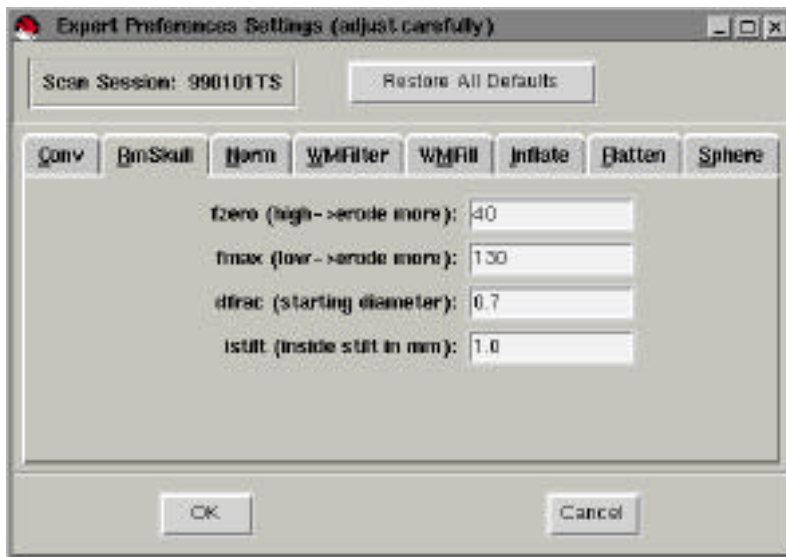 Expert Preferences Settings (adjust carefully)
Scan Session: 990101TS
Restore All Defaults
Conv RmSkull Norm WMFilter WMFill Inflate Flatten Sphere
fzero (high->erode more): 40
fmax (low->erode more): 130
dfrac (starting diameter): 0.7
istilt (inside stilt in mm): 1.0
OK Cancel